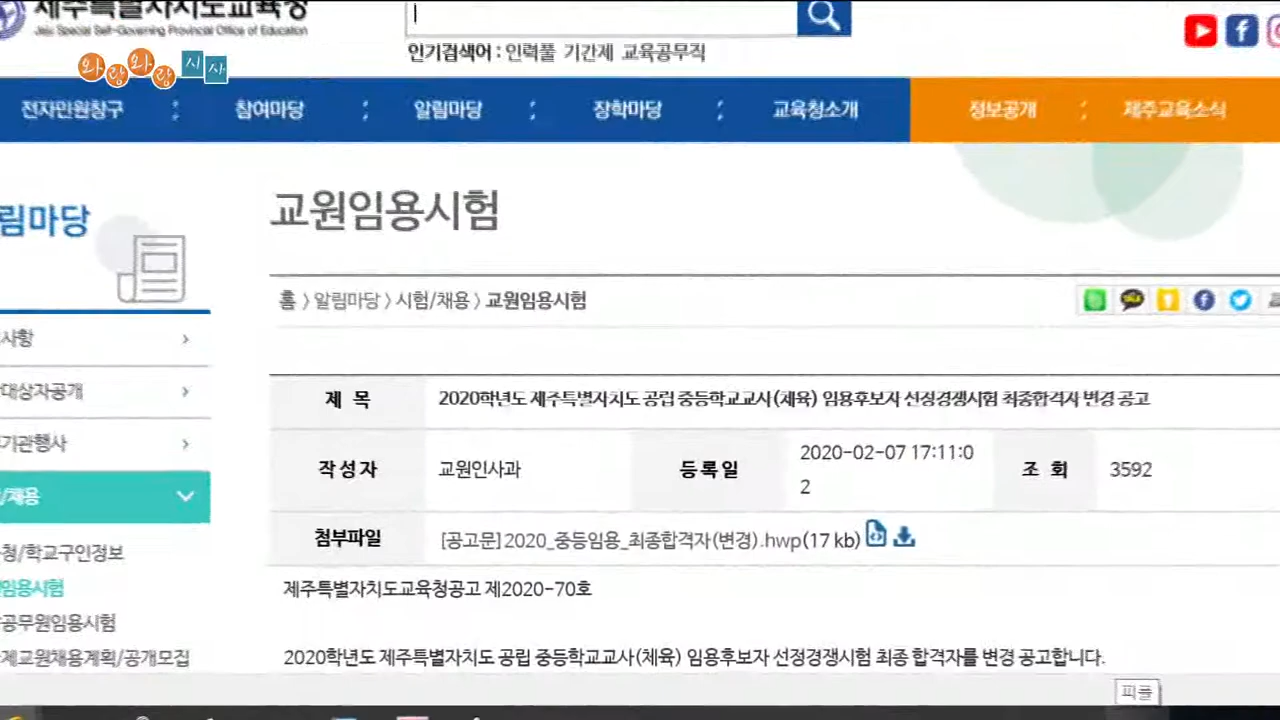 제주특별자치도교육청
Jeju Special Self-Governing Provincial Office of Education
인기검색어 : 인력풀 기간제 교육공무직
와랑와랑 시사
전자민원창구 참여마당 알림마당 장학마당 교육청소개 정보공개 제주교육소식
림마당
교원임용시험
홈 〉알림마당 〉시험/채용 〉교원임용시험
사항
대상자공개
기관행사
/채용
청/학교구인정보
임용시험
공무원임용시험
제교원채용계획/공개모집
제 목 2020학년도 제주특별자치도 공립 중등학교교사(체육) 임용후보자 선정경쟁시험 최종합격자 변경 공고
작성자 교원인사과 등록일 2020-02-07 17:11:0
2 조 회 3592
첨부파일 [공고문]2020_중등임용_최종합격자(변경).hwp(17 kb)
제주특별자치도교육청공고 제2020-70호
2020학년도 제주특별자치도 공립 중등학교교사(체육) 임용후보자 선정경쟁시험 최종 합격자를 변경 공고합니다.
피플